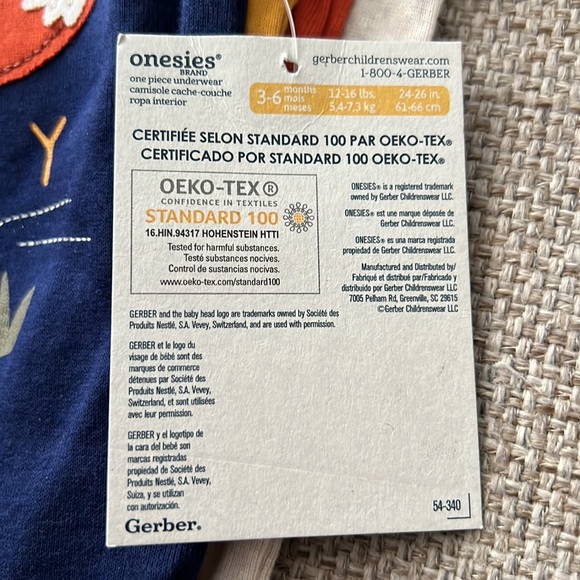 onesies®
BRAND
one piece underwear
camisole cache-couche
ropa interior
gerberchildrenswear.com
1-800-4-GERBER
3-6 months mois meses
12-16 lbs.
5,4-7,3 kg
24-26 in.
61-66 cm
CERTIFIÉE SELON STANDARD 100 PAR OEKO-TEX®
CERTIFICADO POR STANDARD 100 OEKO-TEX®
OEKO-TEX®
CONFIDENCE IN TEXTILES
STANDARD 100
16.HIN.94317 HOHENSTEIN HTTI
Tested for harmful substances.
Testé substances nocives.
Control de sustancias nocivas.
www.oeko-tex.com/standard100
ONESIES® is a registered trademark
owned by Gerber Childrenswear LLC.
ONESIES® est une marque déposée de
Gerber Childrenswear LLC.
ONESIES® es una marca registrada
propiedad de Gerber Childrenswear LLC.
Manufactured and Distributed by/
Fabriqué et distribué par/Fabricado y
distribuido por Gerber Childrenswear LLC
7005 Pelham Rd, Greenville, SC 29615
©Gerber Childrenswear LLC
GERBER and the baby head logo are trademarks owned by Société des
Produits Nestlé, S.A. Vevey, Switzerland, and are used with permission.
GERBER et le logo du
visage de bébé sont des
marques de commerce
détenues par Société des
Produits Nestlé, S.A. Vevey,
Switzerland, et sont utilisées
avec leur permission.
GERBER y el logotipo de
la cara del bebé son
marcas registradas
propiedad de Société des
Produits Nestlé, S.A. Vevey,
Suiza, y se utilizan
con autorización.
Gerber®
54-340
Y